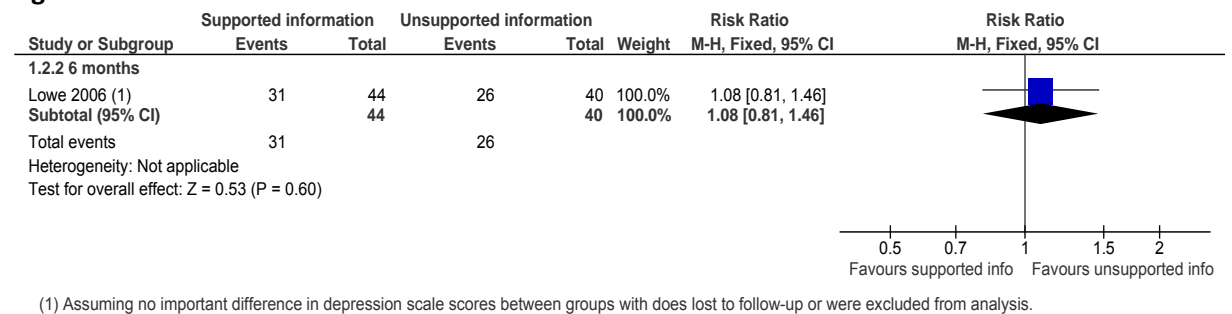 Supported information Unsupported information Risk Ratio Risk Ratio
Study or Subgroup Events Total Events Total Weight M-H, Fixed, 95% CI M-H, Fixed, 95% CI
1.2.2 6 months
Lowe 2006 (1) 31 44 26 40 100.0% 1.08 [0.81, 1.46]
Subtotal (95% CI) 44 40 100.0% 1.08 [0.81, 1.46]
Total events 31 26
Heterogeneity: Not applicable
Test for overall effect: Z = 0.53 (P = 0.60)
0.5 0.7 1 1.5 2
Favours supported info Favours unsupported info
(1) Assuming no important difference in depression scale scores between groups with does lost to follow-up or were excluded from analysis.